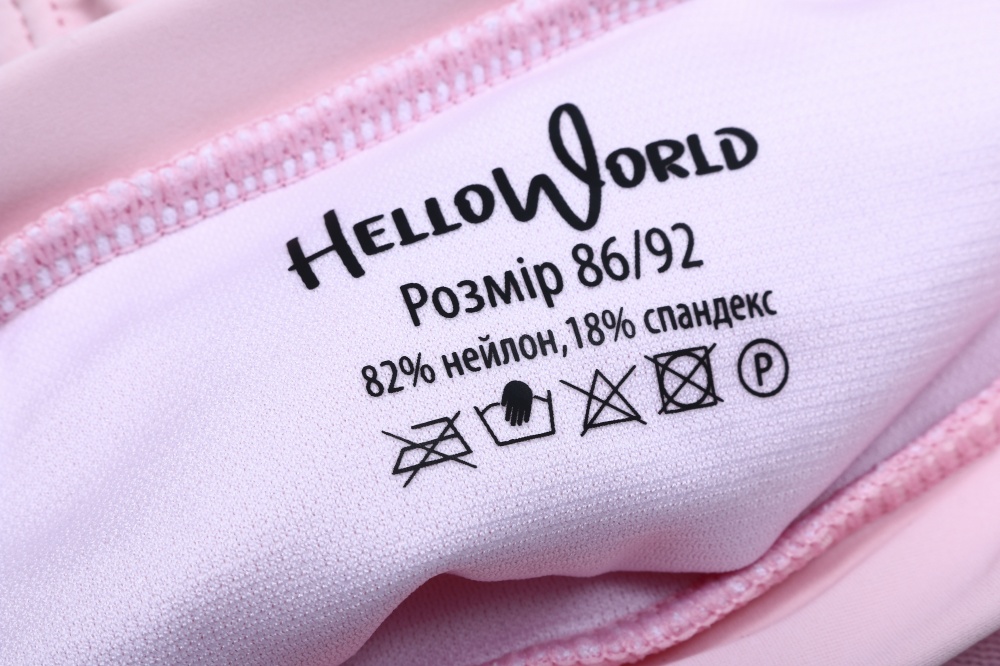 HELLOWORLD
Розмір 86/92
82% нейлон,18% спандекс
P